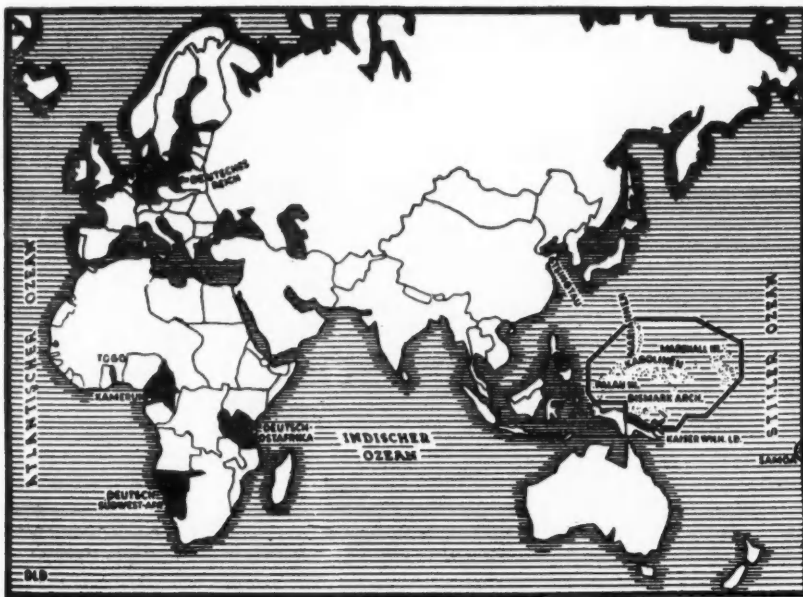 DEUTSCHES
REICH
ATLANTISCHER OZEAN
TOGO
KAMERUN
DEUTSCH-
OSTAFRIKA
DEUTSCH-
SÜDWEST-AFR.
INDISCHER
OZEAN
KAROLINEN
MARSHALL IN.
PALAU IN.
BISMARK ARCH.
KAISER WILH. LD.
SAMOA
STILLER OZEAN